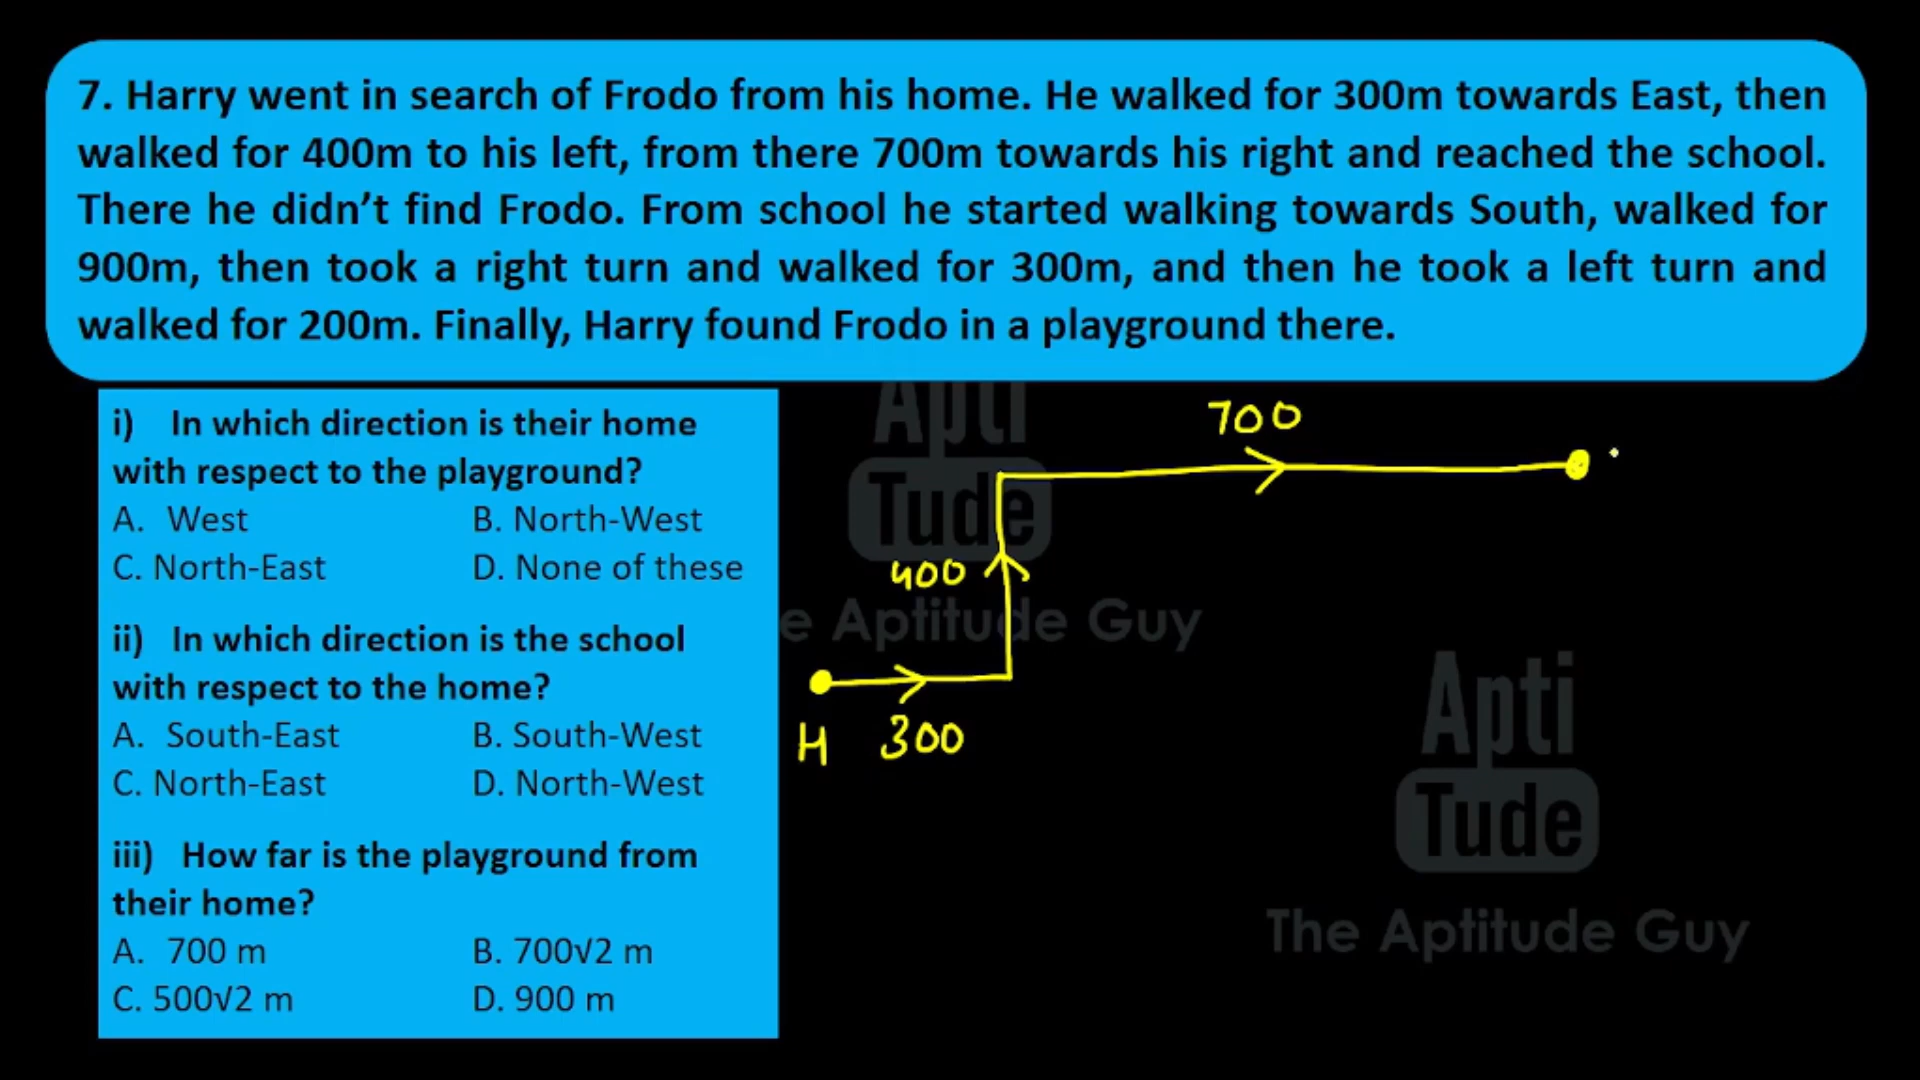 7. Harry went in search of Frodo from his home. He walked for 300m towards East, then
walked for 400m to his left, from there 700m towards his right and reached the school.
There he didn’t find Frodo. From school he started walking towards South, walked for
900m, then took a right turn and walked for 300m, and then he took a left turn and
walked for 200m. Finally, Harry found Frodo in a playground there.
i) In which direction is their home
with respect to the playground?
A. West B. North-West
C. North-East D. None of these
ii) In which direction is the school
with respect to the home?
A. South-East B. South-West
C. North-East D. North-West
iii) How far is the playground from
their home?
A. 700 m B. 700√2 m
C. 500√2 m D. 900 m
Apti
Tude
e Aptitude Guy
700
400
H 300
Apti
Tude
The Aptitude Guy